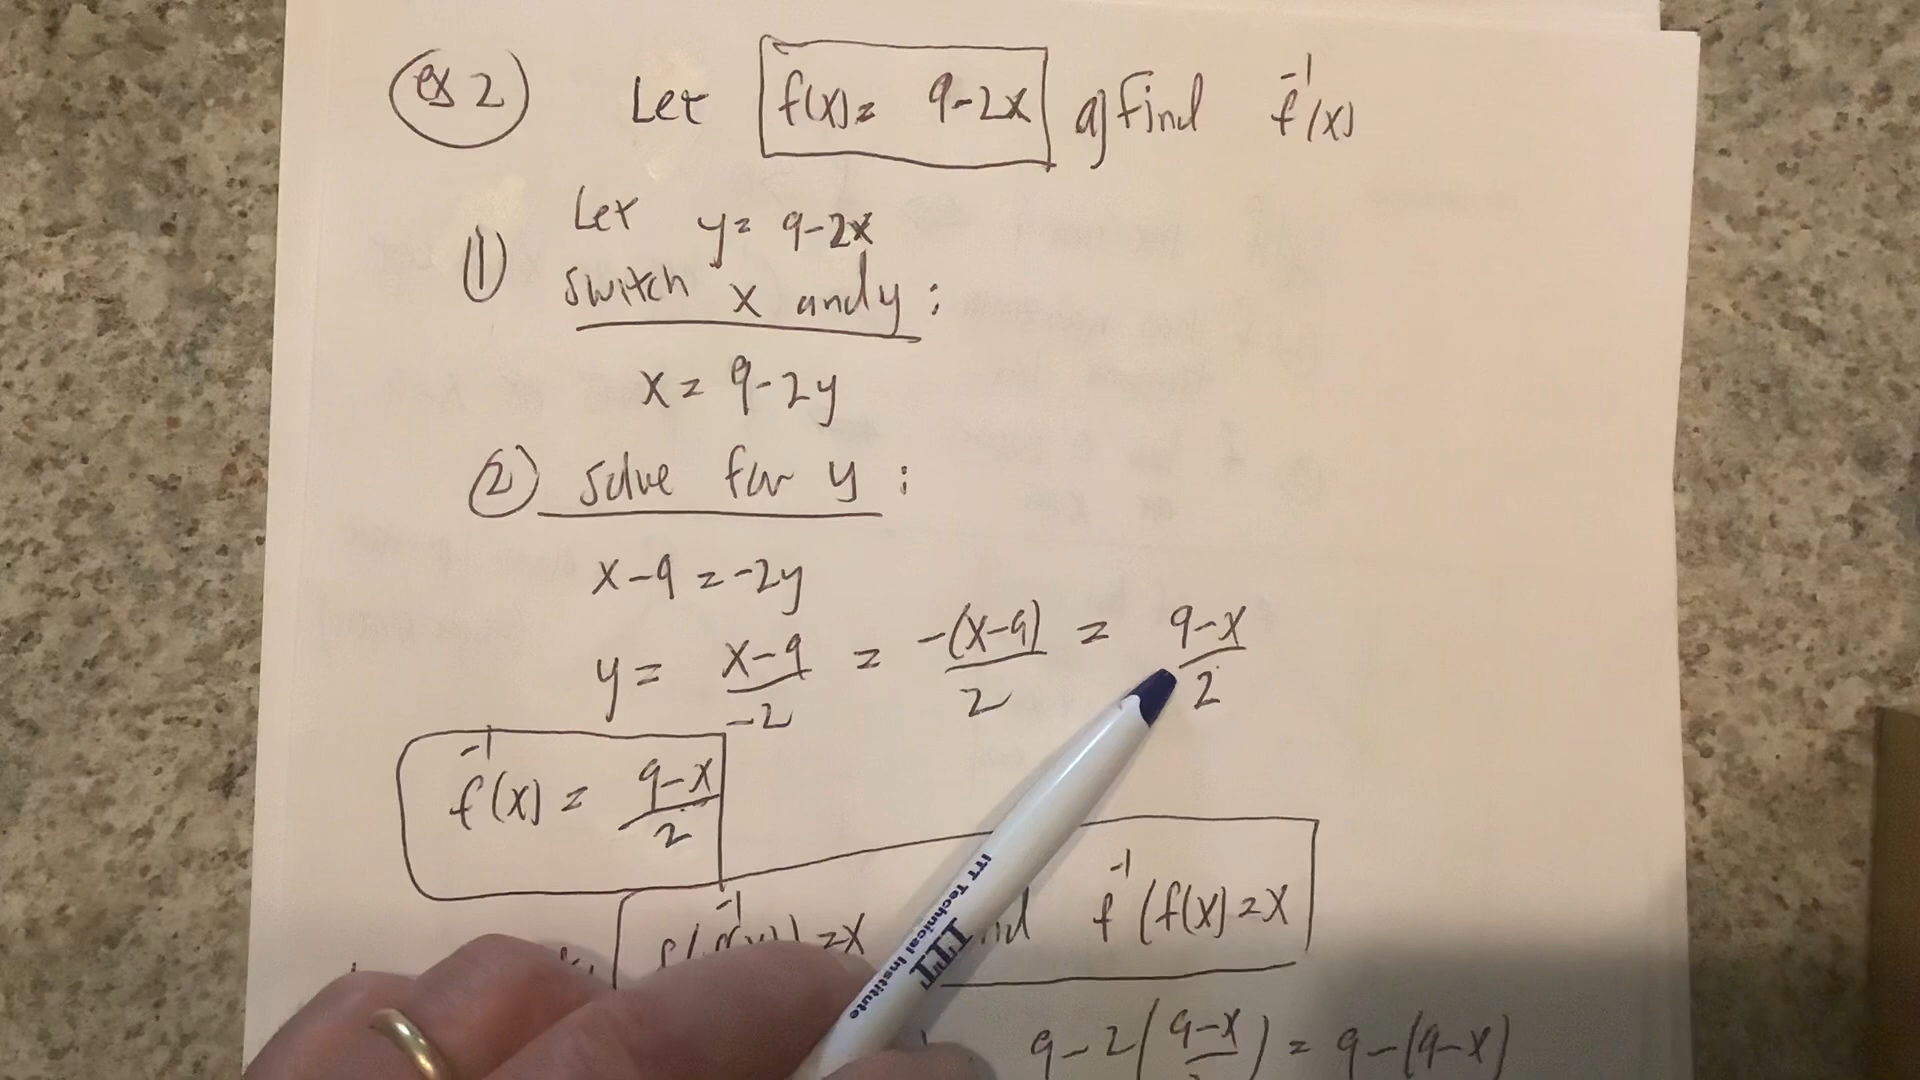 ex 2 Let f(x) = 9-2x a) Find f⁻¹(x)
① Let y = 9-2x
switch x and y :
x = 9-2y
② solve for y :
x-9 = -2y
y = (x-9)/-2 = -(x-9)/2 = (9-x)/2
f⁻¹(x) = (9-x)/2
=x f⁻¹(f(x)=x
9-2((9-x)/ ) = 9-(9-x)
ITT Technical Institute